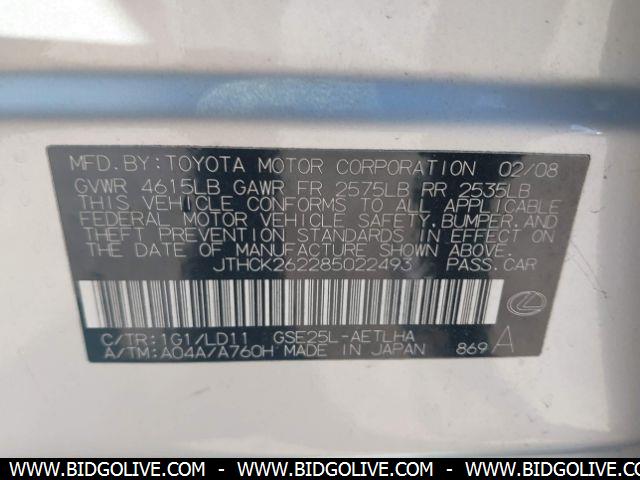 MFD. BY: TOYOTA MOTOR CORPORATION 02/08
GVWR 4615LB GAWR FR 2575LB RR 2535LB
THIS VEHICLE CONFORMS TO ALL APPLICABLE
FEDERAL MOTOR VEHICLE SAFETY, BUMPER, AND
THEFT PREVENTION STANDARDS IN EFFECT ON
THE DATE OF MANUFACTURE SHOWN ABOVE.
JTHCK262285022493 PASS. CAR
C/TR: 1G1/LD11 GSE25L-AETLHA
A/TM: A04A/A760H MADE IN JAPAN 869 A
WWW.BIDGOLIVE.COM - WWW.BIDGOLIVE.COM - WWW.BIDGOLIVE.COM